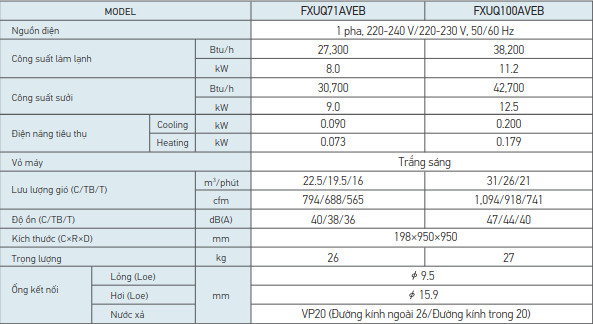 MODEL FXUQ71AVEB FXUQ100AVEB
Nguồn điện 1 pha, 220-240 V/220-230 V, 50/60 Hz
Công suất làm lạnh Btu/h 27,300 38,200
kW 8.0 11.2
Công suất sưởi Btu/h 30,700 42,700
kW 9.0 12.5
Điện năng tiêu thụ Cooling kW 0.090 0.200
Heating kW 0.073 0.179
Vỏ máy Trắng sáng
Lưu lượng gió (C/TB/T) m³/phút 22.5/19.5/16 31/26/21
cfm 794/688/565 1,094/918/741
Độ ồn (C/TB/T) dB(A) 40/38/36 47/44/40
Kích thước (C×R×D) mm 198×950×950
Trọng lượng kg 26 27
Ống kết nối Lỏng (Loe) mm ϕ 9.5
Hơi (Loe) ϕ 15.9
Nước xả VP20 (Đường kính ngoài 26/Đường kính trong 20)